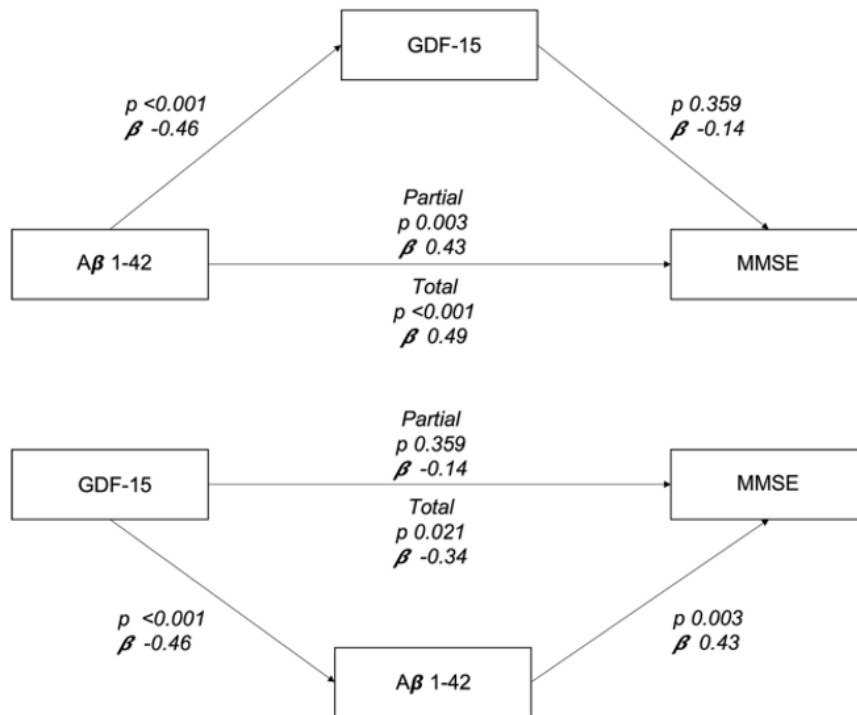 GDF-15
p <0.001
β -0.46
p 0.359
β -0.14
Partial
p 0.003
β 0.43
Aβ 1-42
MMSE
Total
p <0.001
β 0.49
Partial
p 0.359
β -0.14
GDF-15
MMSE
Total
p 0.021
β -0.34
p <0.001
β -0.46
p 0.003
β 0.43
Aβ 1-42